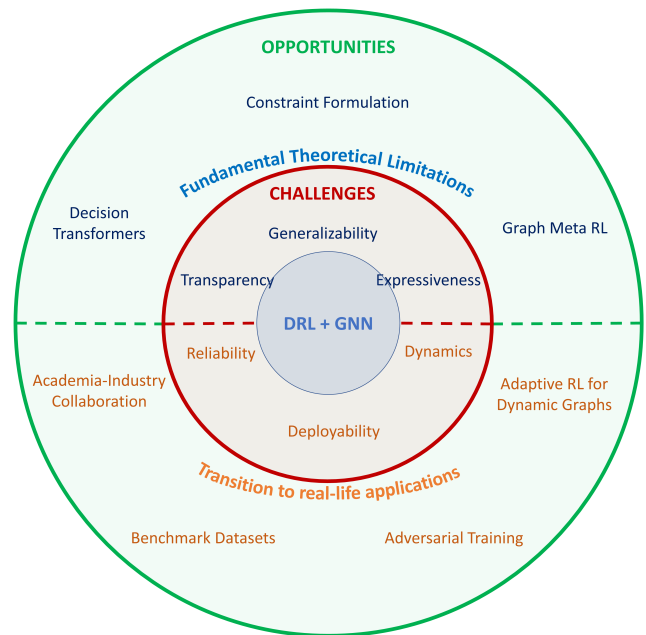 OPPORTUNITIES
Constraint Formulation
Fundamental Theoretical Limitations
CHALLENGES
Decision
Transformers
Generalizability
Graph Meta RL
Transparency
Expressiveness
DRL + GNN
Reliability
Dynamics
Academia-Industry
Collaboration
Adaptive RL for
Dynamic Graphs
Deployability
Transition to real-life applications
Benchmark Datasets
Adversarial Training